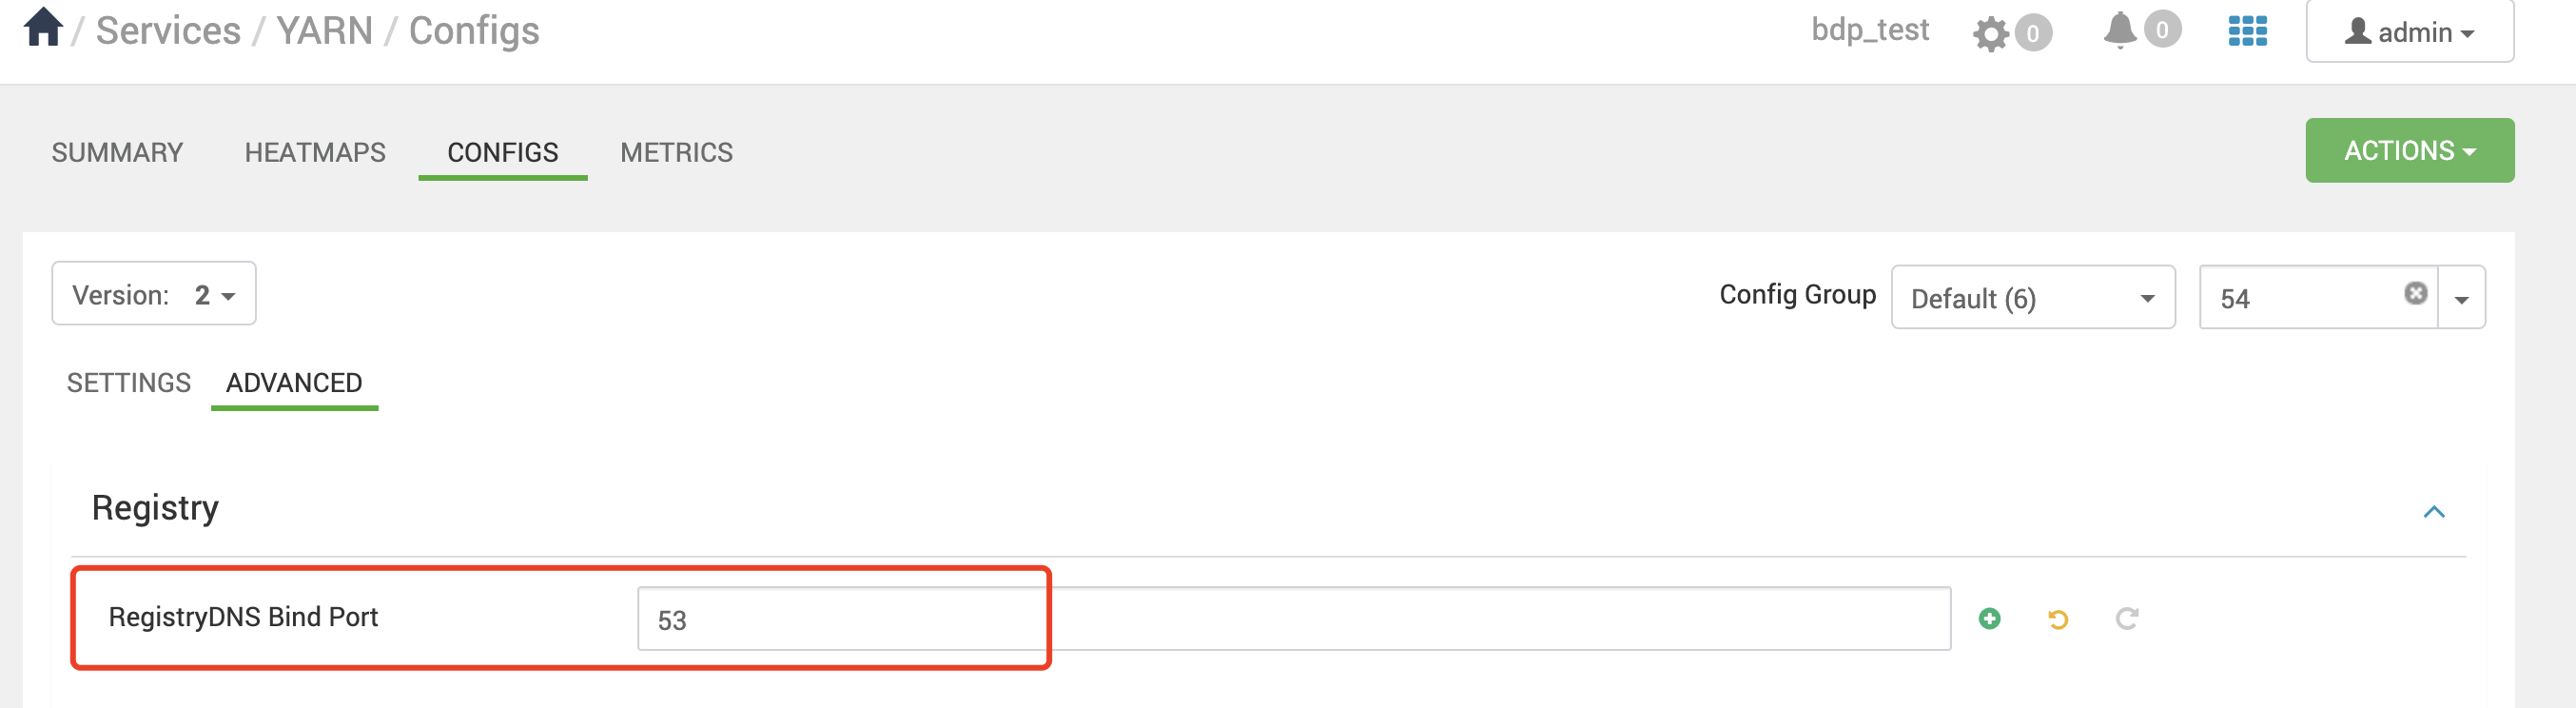 / Services / YARN / Configs
bdp_test 0 0 admin
SUMMARY HEATMAPS CONFIGS METRICS
ACTIONS
Version: 2
Config Group Default (6) 54
SETTINGS ADVANCED
Registry
RegistryDNS Bind Port 53